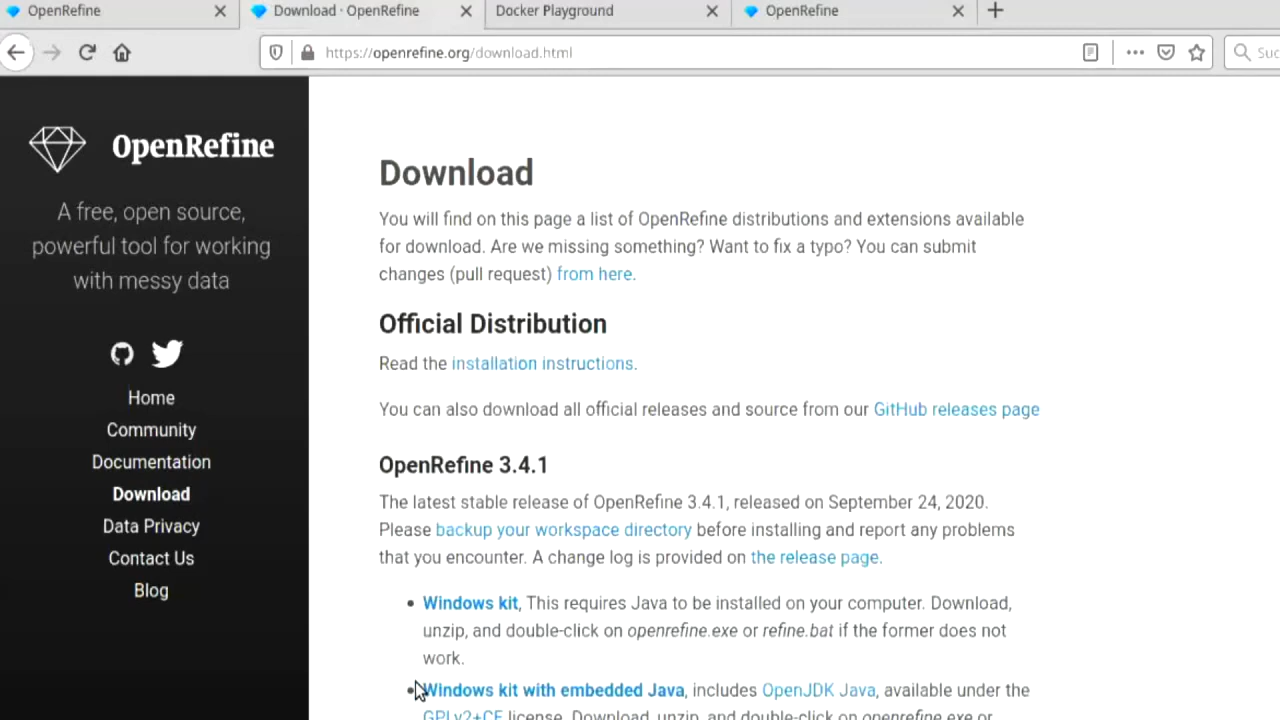 OpenRefine
Download · OpenRefine
Docker Playground
OpenRefine
https://openrefine.org/download.html
Suc
OpenRefine
A free, open source,
powerful tool for working
with messy data
Home
Community
Documentation
Download
Data Privacy
Contact Us
Blog
Download
You will find on this page a list of OpenRefine distributions and extensions available
for download. Are we missing something? Want to fix a typo? You can submit
changes (pull request) from here.
Official Distribution
Read the installation instructions.
You can also download all official releases and source from our GitHub releases page
OpenRefine 3.4.1
The latest stable release of OpenRefine 3.4.1, released on September 24, 2020.
Please backup your workspace directory before installing and report any problems
that you encounter. A change log is provided on the release page.
• Windows kit, This requires Java to be installed on your computer. Download,
unzip, and double-click on openrefine.exe or refine.bat if the former does not
work.
• Windows kit with embedded Java, includes OpenJDK Java, available under the
GPLv2+CE license. Download, unzip, and double-click on openrefine.exe or